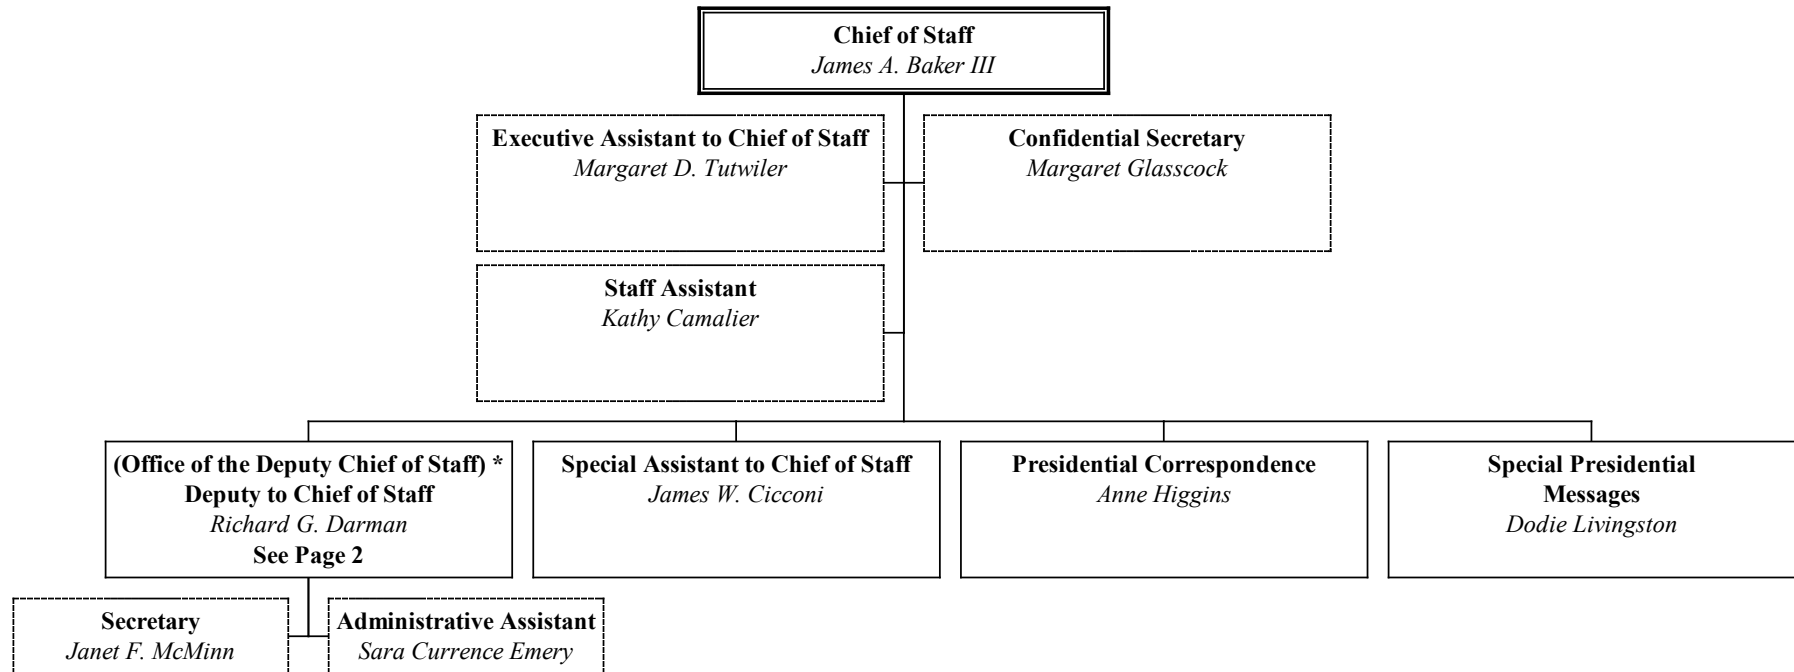 Chief of Staff
James A. Baker III
Executive Assistant to Chief of Staff
Margaret D. Tutwiler
Confidential Secretary
Margaret Glasscock
Staff Assistant
Kathy Camalier
(Office of the Deputy Chief of Staff) *
Deputy to Chief of Staff
Richard G. Darman
See Page 2
Special Assistant to Chief of Staff
James W. Cicconi
Presidential Correspondence
Anne Higgins
Special Presidential
Messages
Dodie Livingston
Secretary
Janet F. McMinn
Administrative Assistant
Sara Currence Emery